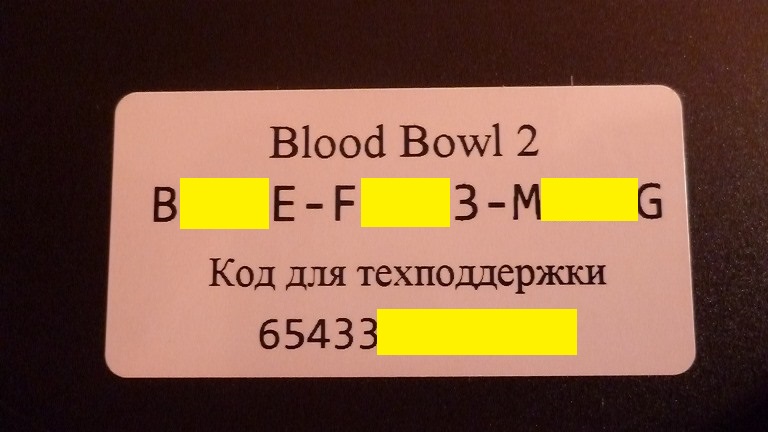 Blood Bowl 2
B E-F 3-M G
Код для техподдержки
65433